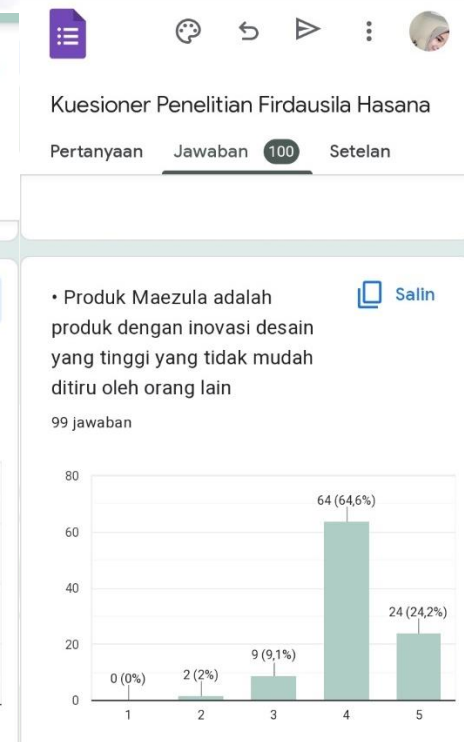 Kuesioner Penelitian Firdausila Hasana
Pertanyaan Jawaban 100 Setelan
• Produk Maezula adalah
produk dengan inovasi desain
yang tinggi yang tidak mudah
ditiru oleh orang lain
Salin
99 jawaban
80
60
40
20
0
0 (0%)
2 (2%)
9 (9,1%)
64 (64,6%)
24 (24,2%)
1 2 3 4 5